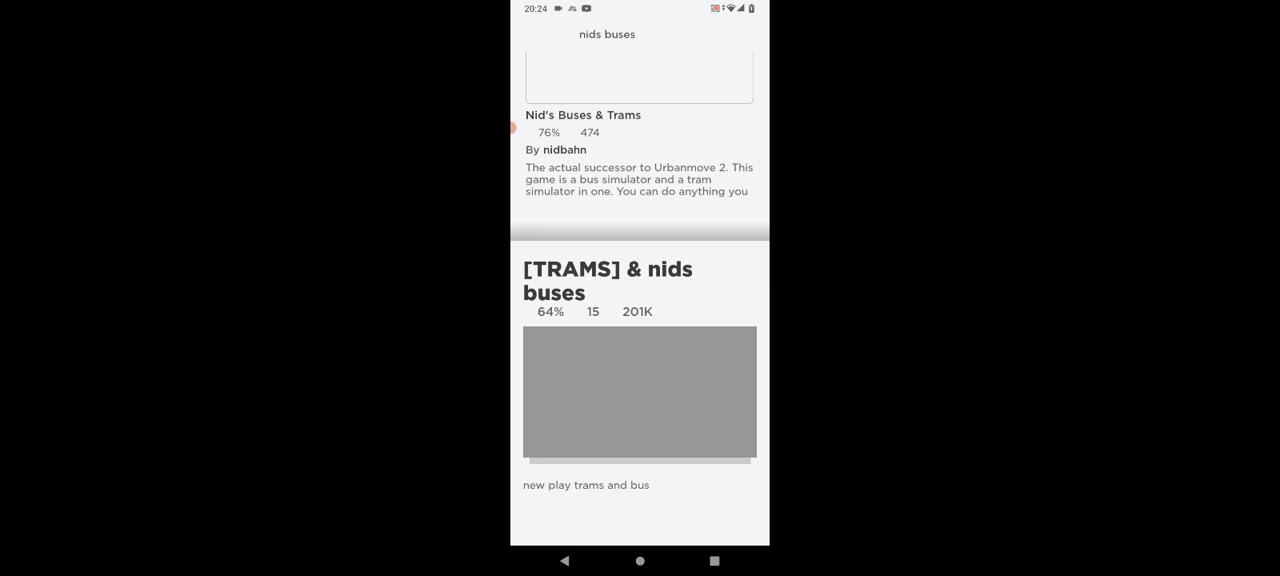 20:24
nids buses
Nid's Buses & Trams
76% 474
By nidbahn
The actual successor to Urbanmove 2. This
game is a bus simulator and a tram
simulator in one. You can do anything you
[TRAMS] & nids
buses
64% 15 201K
new play trams and bus